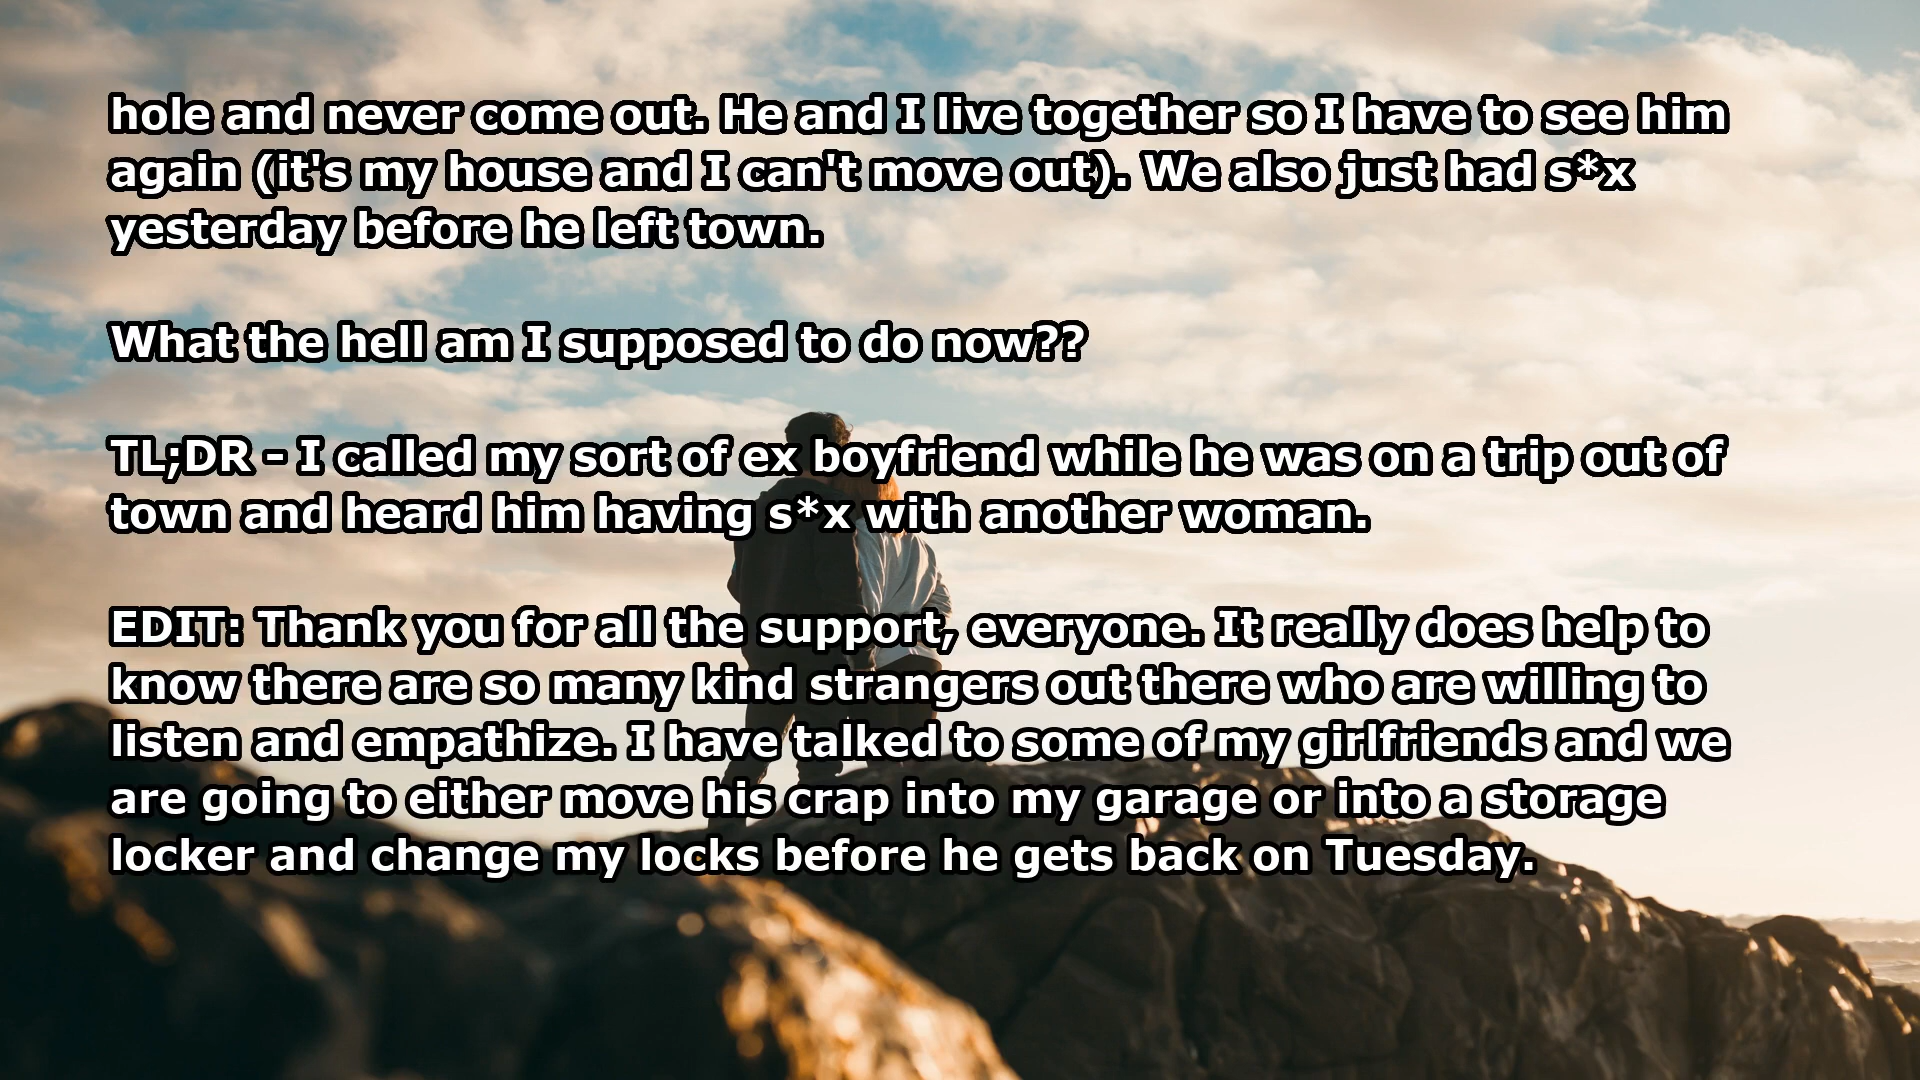 hole and never come out. He and I live together so I have to see him
again (it's my house and I can't move out). We also just had s*x
yesterday before he left town.
What the hell am I supposed to do now??
TL;DR - I called my sort of ex boyfriend while he was on a trip out of
town and heard him having s*x with another woman.
EDIT: Thank you for all the support, everyone. It really does help to
know there are so many kind strangers out there who are willing to
listen and empathize. I have talked to some of my girlfriends and we
are going to either move his crap into my garage or into a storage
locker and change my locks before he gets back on Tuesday.